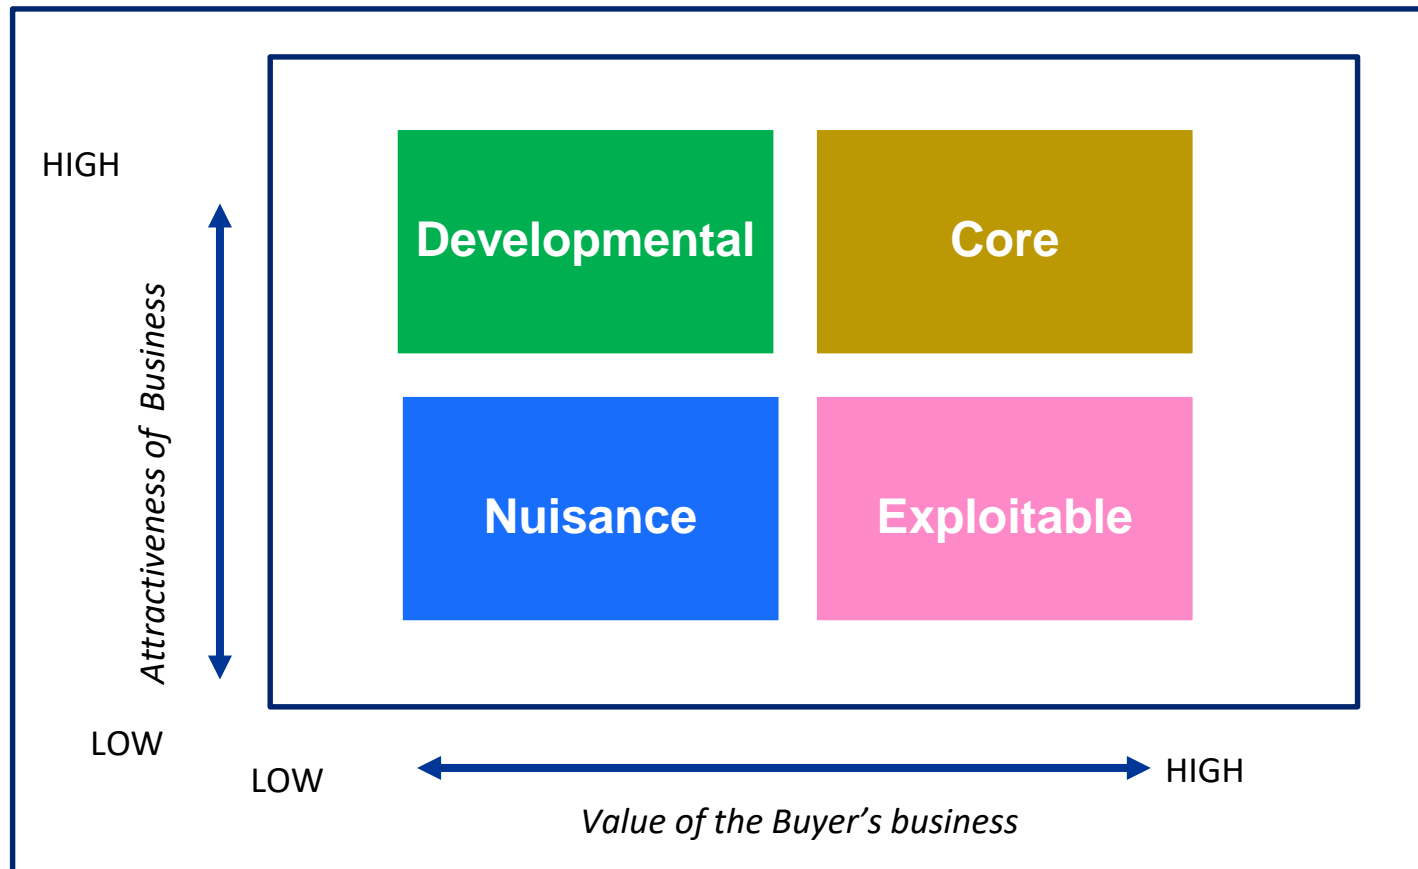 HIGH
Developmental
Core
Attractiveness of Business
Nuisance
Exploitable
LOW
LOW
HIGH
Value of the Buyer’s business